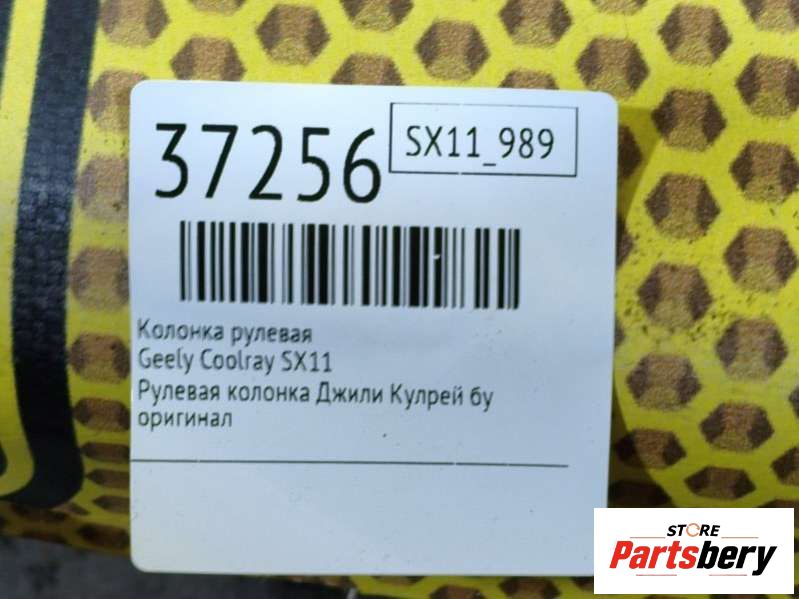 37256
SX11_989
Колонка рулевая
Geely Coolray SX11
Рулевая колонка Джили Кулрей бу
оригинал
STORE
Partsbery